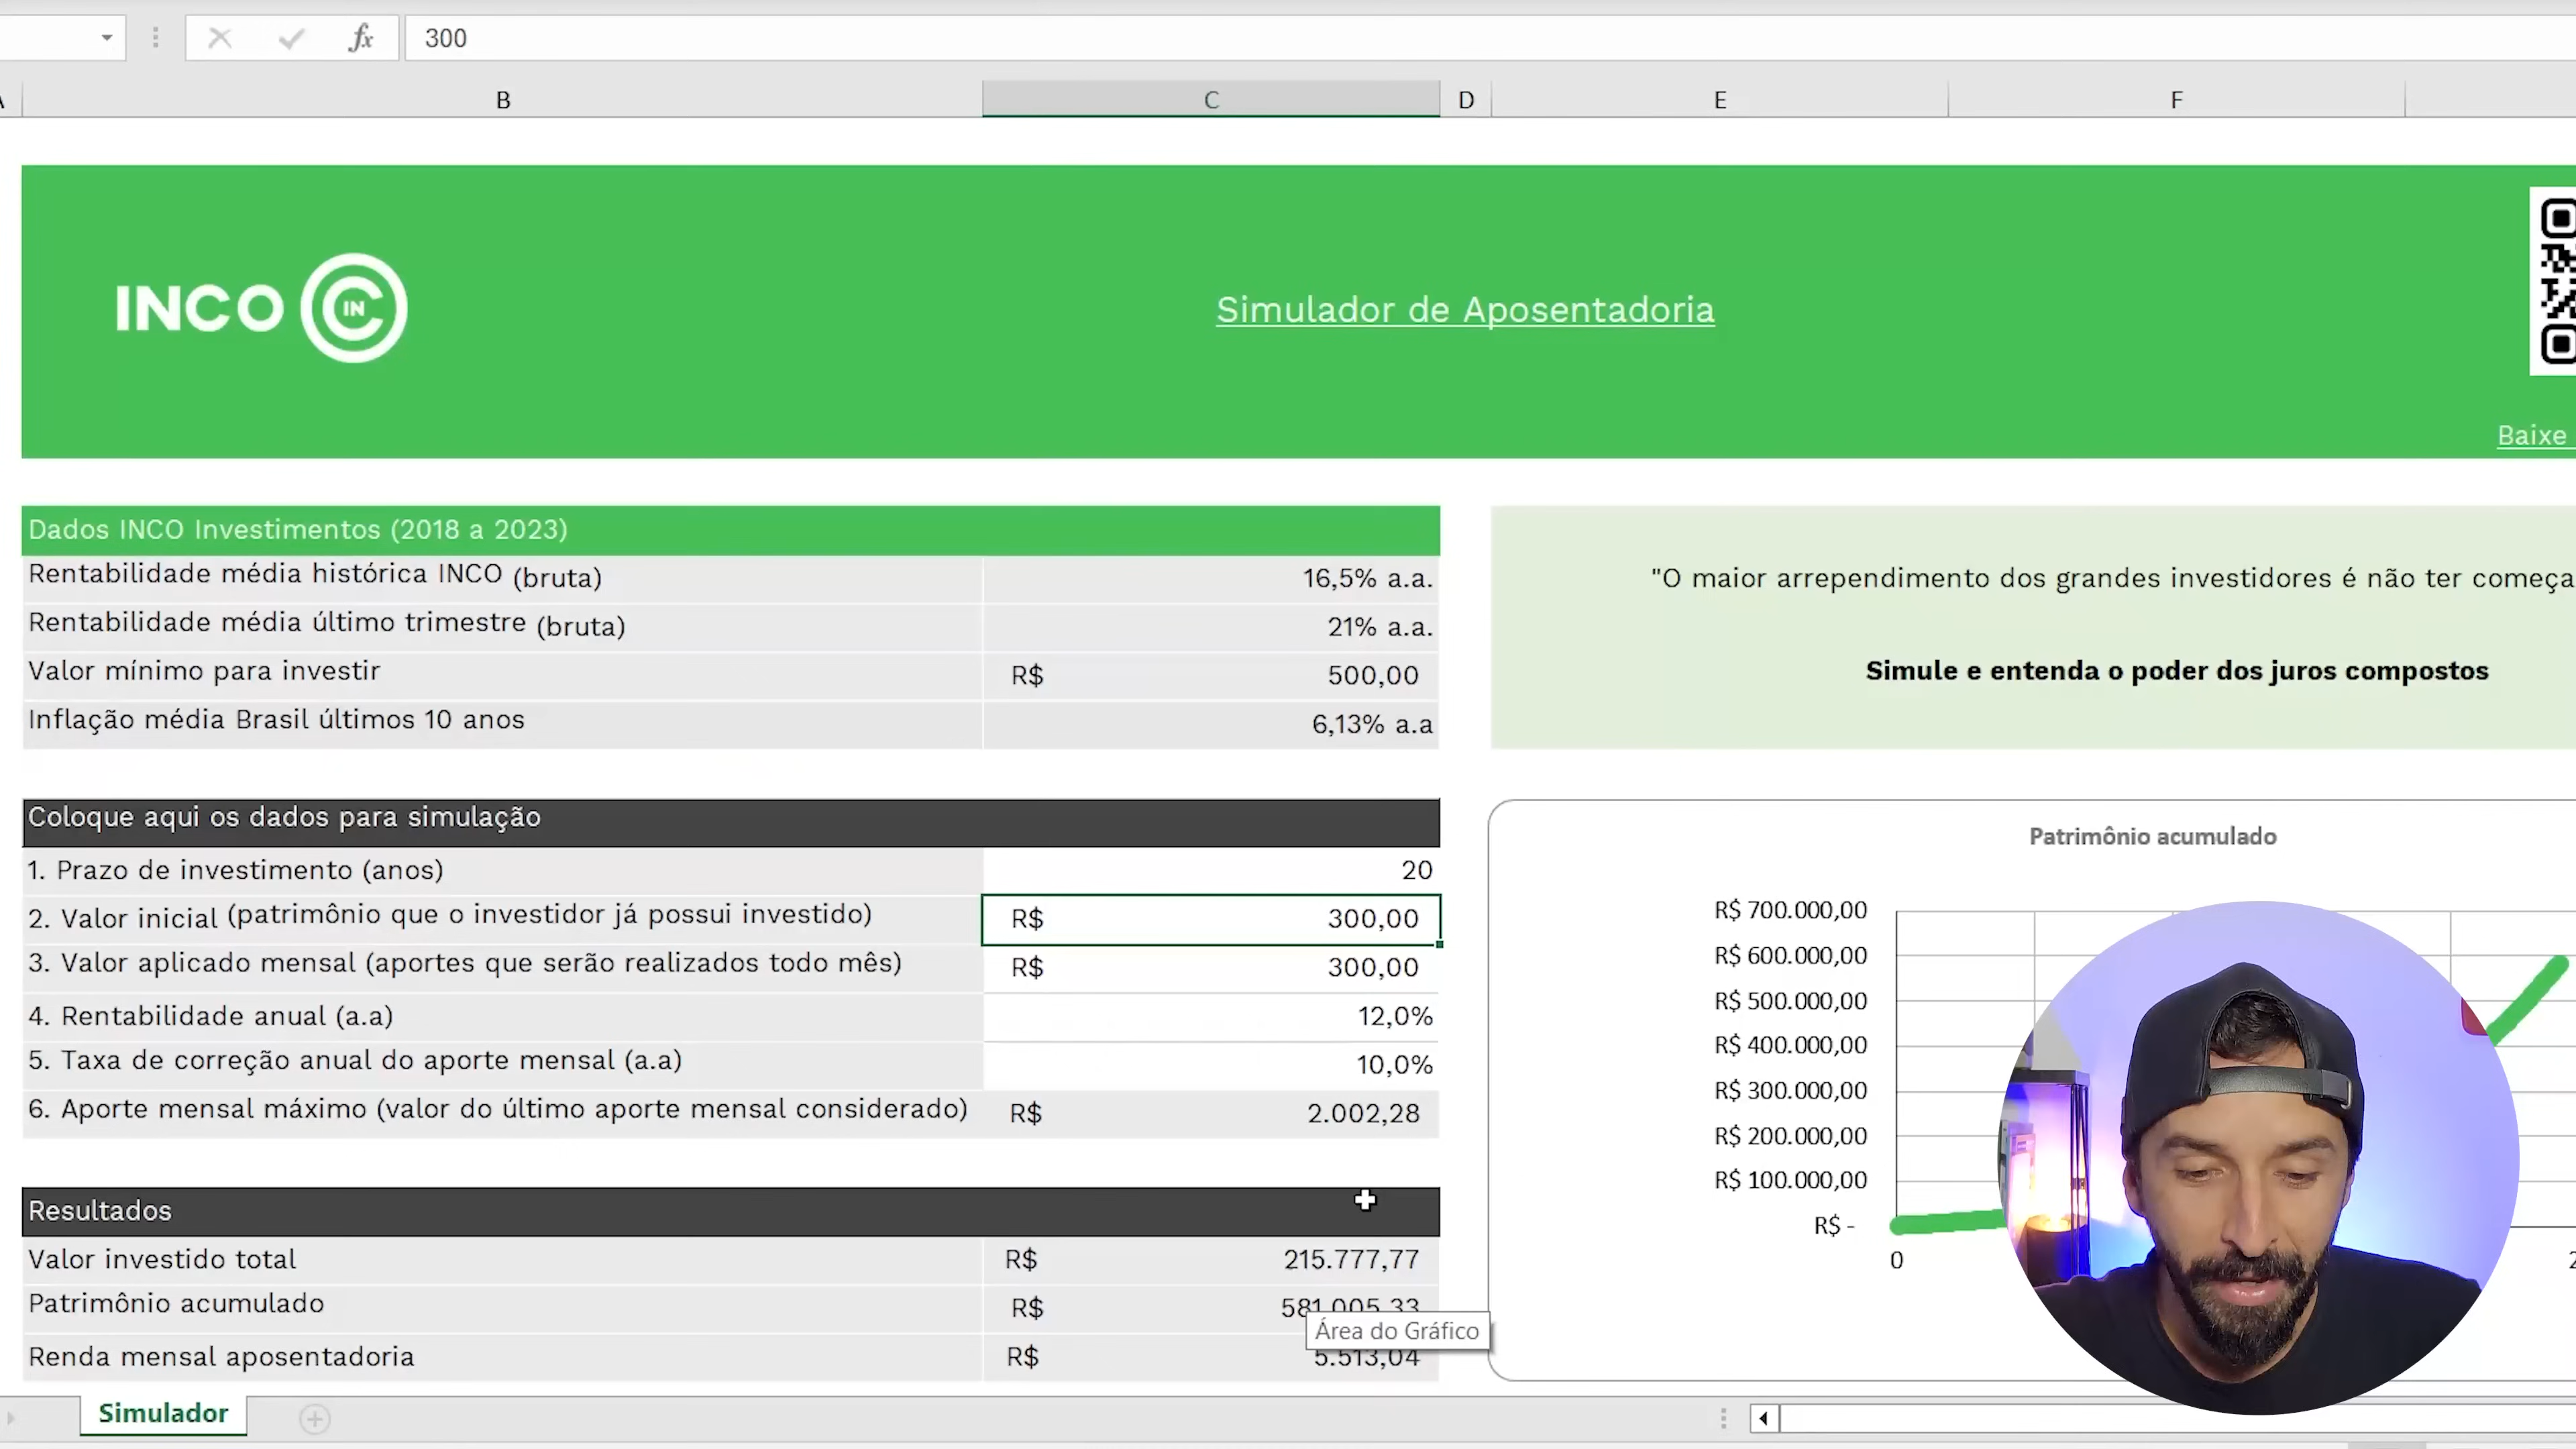 fx 300
B C D E F
INCO IN
Simulador de Aposentadoria
Baixe
Dados INCO Investimentos (2018 a 2023)
Rentabilidade média histórica INCO (bruta) 16,5% a.a.
Rentabilidade média último trimestre (bruta) 21% a.a.
Valor mínimo para investir R$ 500,00
Inflação média Brasil últimos 10 anos 6,13% a.a
"O maior arrependimento dos grandes investidores é não ter começa
Simule e entenda o poder dos juros compostos
Coloque aqui os dados para simulação
1. Prazo de investimento (anos) 20
2. Valor inicial (patrimônio que o investidor já possui investido) R$ 300,00
3. Valor aplicado mensal (aportes que serão realizados todo mês) R$ 300,00
4. Rentabilidade anual (a.a) 12,0%
5. Taxa de correção anual do aporte mensal (a.a) 10,0%
6. Aporte mensal máximo (valor do último aporte mensal considerado) R$ 2.002,28
Resultados
Valor investido total R$ 215.777,77
Patrimônio acumulado R$ 581.005,33
Área do Gráfico
Renda mensal aposentadoria R$ 5.513,04
Patrimônio acumulado
R$ 700.000,00
R$ 600.000,00
R$ 500.000,00
R$ 400.000,00
R$ 300.000,00
R$ 200.000,00
R$ 100.000,00
R$ -
0
Simulador